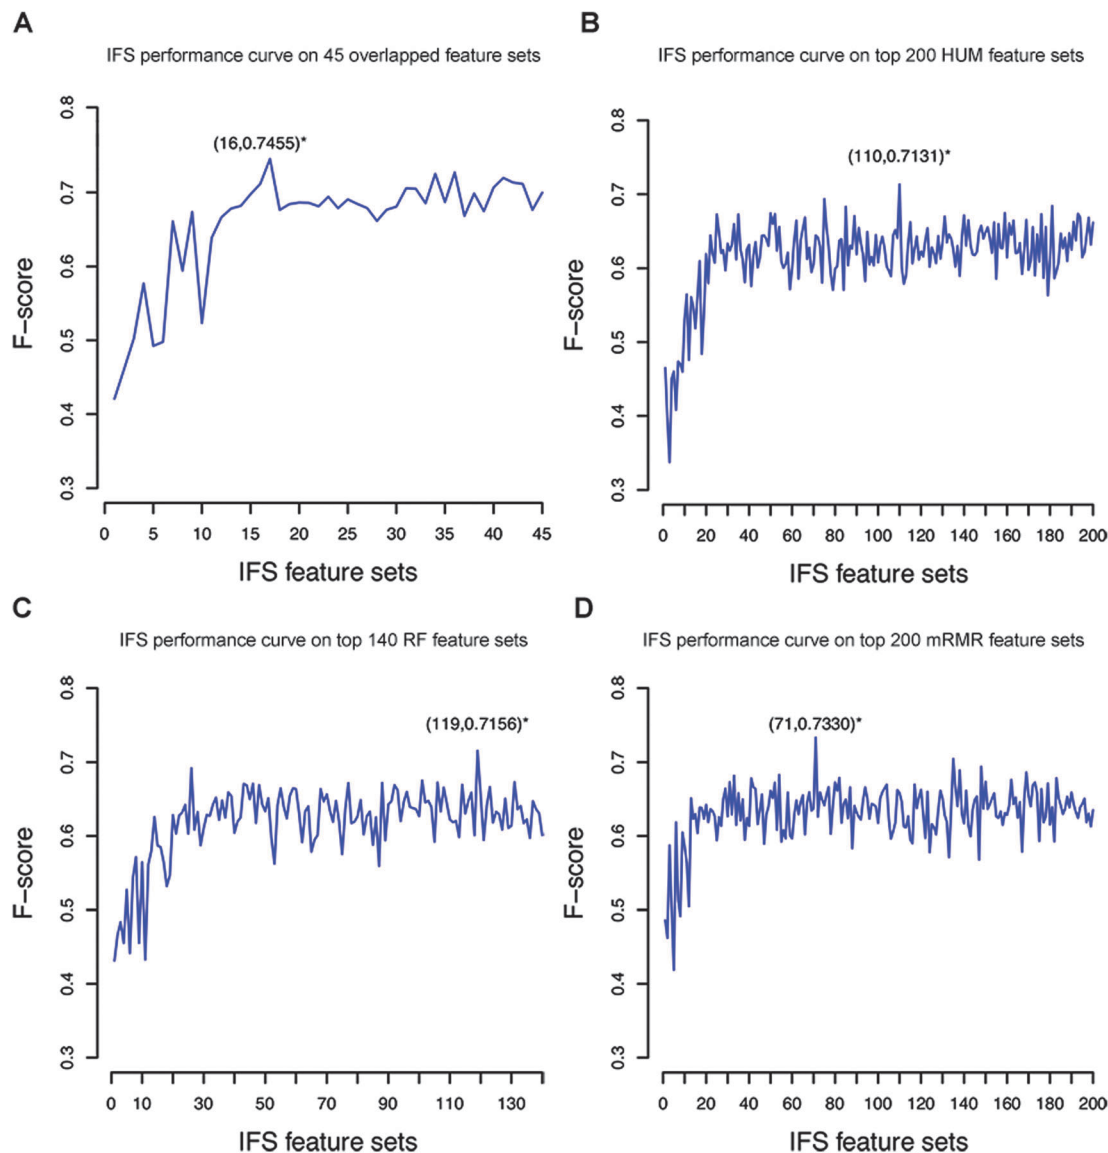 A
IFS performance curve on 45 overlapped feature sets
0.8
0.7
0.6
0.5
0.4
0.3
F-score
(16,0.7455)*
0 5 10 15 20 25 30 35 40 45
IFS feature sets
B
IFS performance curve on top 200 HUM feature sets
0.8
0.7
0.6
0.5
0.4
0.3
F-score
(110,0.7131)*
0 20 40 60 80 100 120 140 160 180 200
IFS feature sets
C
IFS performance curve on top 140 RF feature sets
0.8
0.7
0.6
0.5
0.4
0.3
F-score
(119,0.7156)*
0 10 30 50 70 90 110 130
IFS feature sets
D
IFS performance curve on top 200 mRMR feature sets
0.8
0.7
0.6
0.5
0.4
0.3
F-score
(71,0.7330)*
0 20 40 60 80 100 120 140 160 180 200
IFS feature sets